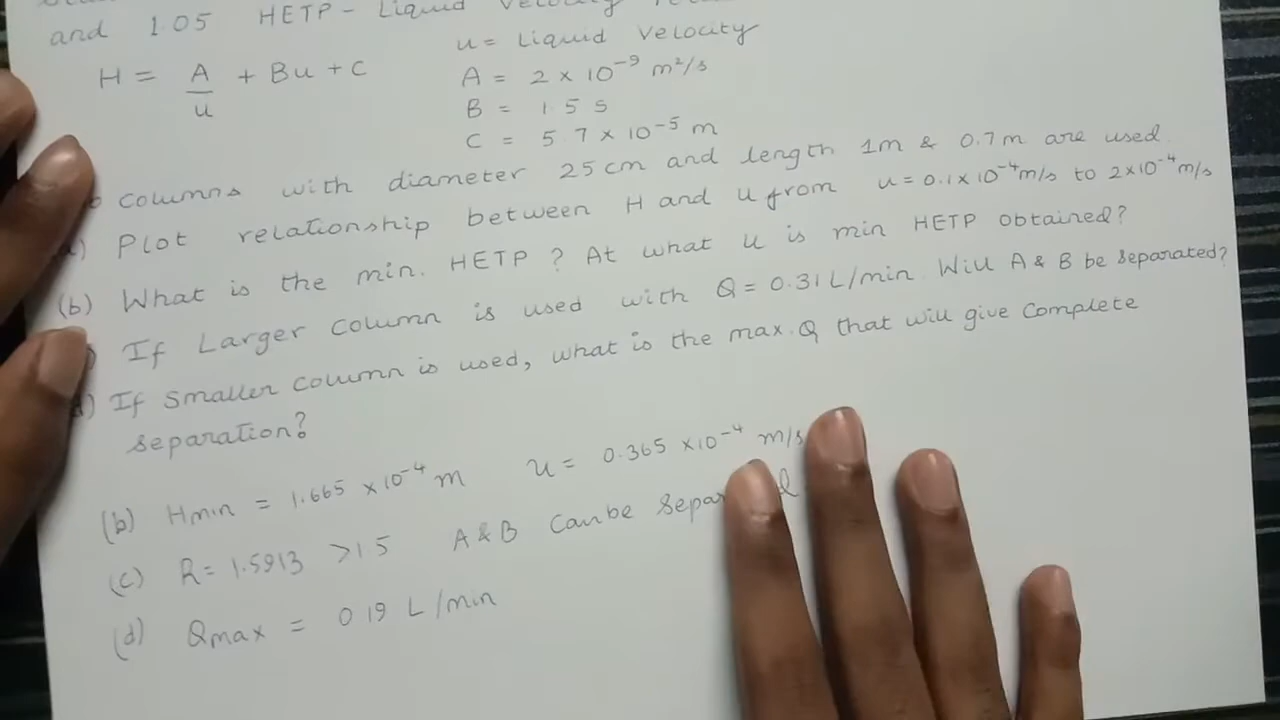 and 1.05 HETP - Liquid Velocity
u = Liquid Velocity
H = A/u + Bu + C
A = 2 × 10⁻⁹ m²/s
B = 1.5 s
C = 5.7 × 10⁻⁵ m
columns with diameter 25 cm and length 1m & 0.7m are used.
Plot relationship between H and u from u = 0.1×10⁻⁴ m/s to 2×10⁻⁴ m/s
(b) What is the min. HETP ? At what u is min HETP obtained?
If Larger column is used with Q = 0.31 L/min. Will A & B be separated?
) If smaller column is used, what is the max. Q that will give complete
separation?
(b) Hmin = 1.665 × 10⁻⁴ m u = 0.365 × 10⁻⁴ m/s
(c) R = 1.5913 > 1.5 A & B can be
(d) Qmax = 0.19 L/min